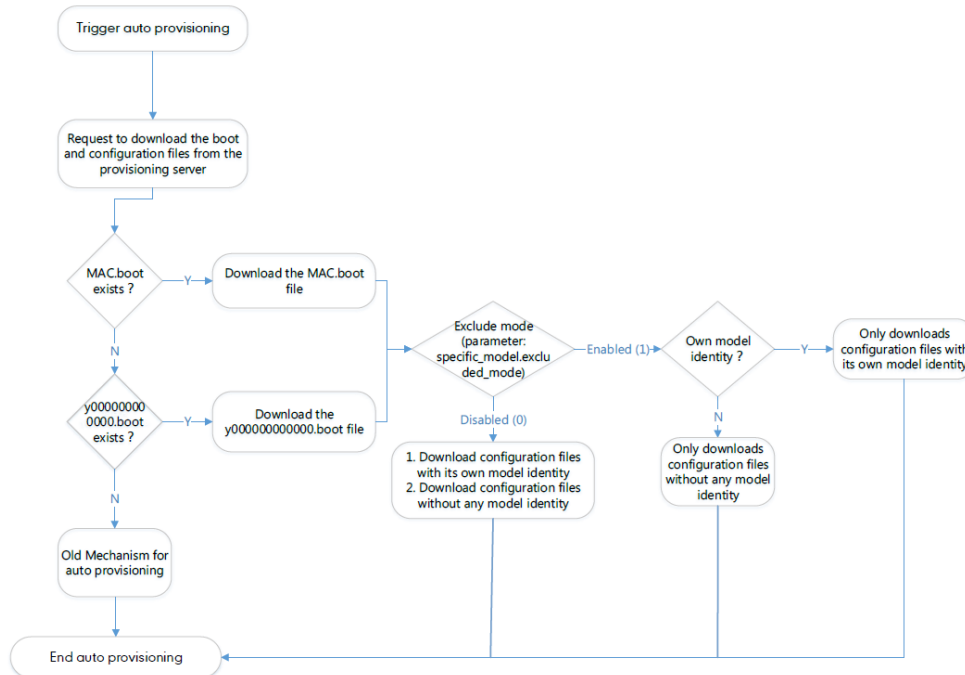 Trigger auto provisioning
Request to download the boot
and configuration files from the
provisioning server
MAC.boot
exists ?
Y
Download the MAC.boot
file
N
y00000000
0000.boot
exists ?
Y
Download the
y000000000000.boot file
N
Old Mechanism for
auto provisioning
Exclude mode
(parameter:
specific_model.exclu
ded_mode)
Enabled (1)
Disabled (0)
1. Download configuration files
with its own model identity
2. Download configuration files
without any model identity
Own model
identity ?
Y
Only downloads
configuration files with
its own model identity
N
Only downloads
configuration files
without any model
identity
End auto provisioning